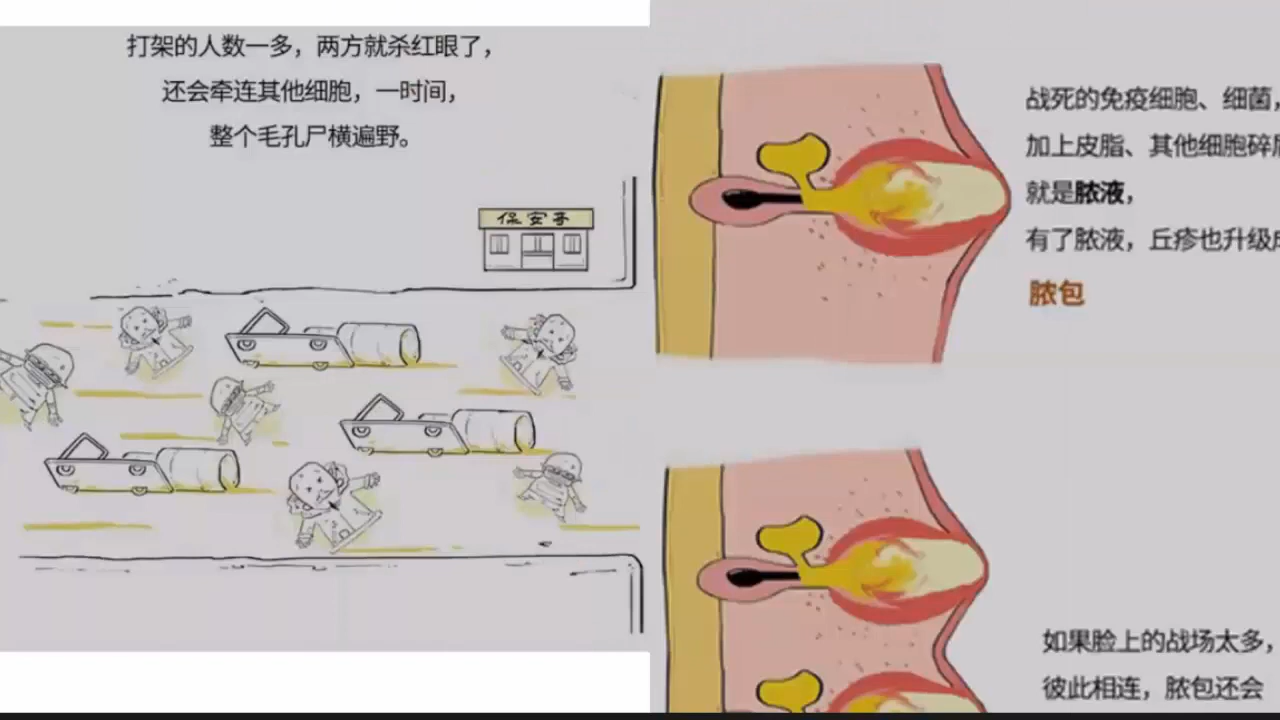 打架的人数一多，两方就杀红眼了，
还会牵连其他细胞，一时间，
整个毛孔尸横遍野。
保安亭
战死的免疫细胞、细菌，
加上皮脂、其他细胞碎
就是脓液，
有了脓液，丘疹也升级
脓包
如果脸上的战场太多，
彼此相连，脓包还会